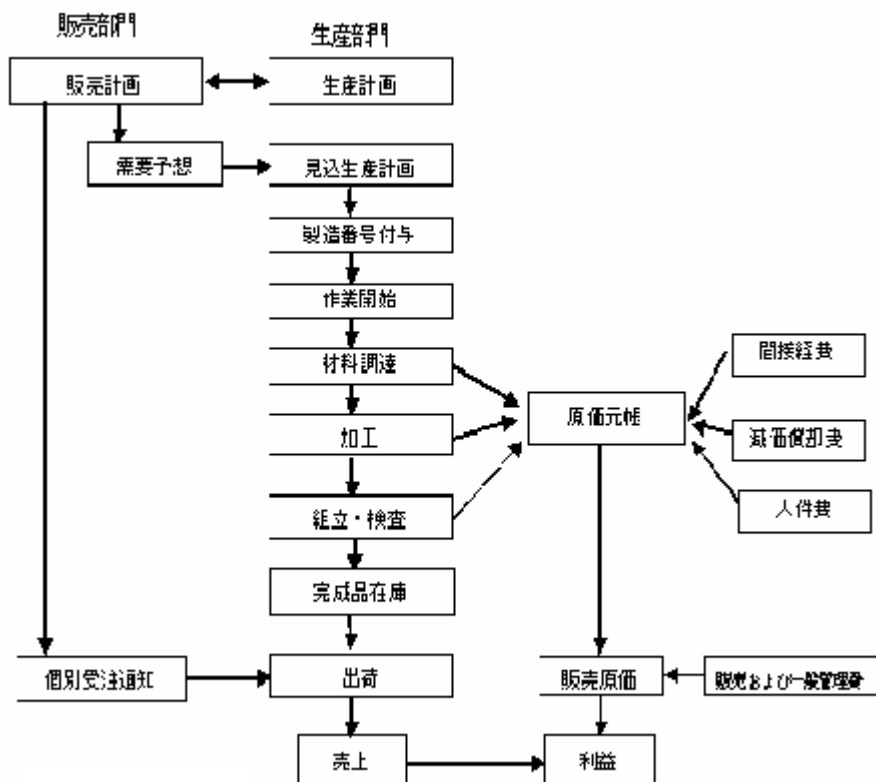 販売部門
生産部門
販売計画
生産計画
需要予想
見込生産計画
製造番号付与
作業開始
材料調達
間接経費
原価元帳
加工
減価償却費
人件費
組立・検査
完成品在庫
個別受注通知
出荷
販売原価
販売および一般管理費
売上
利益